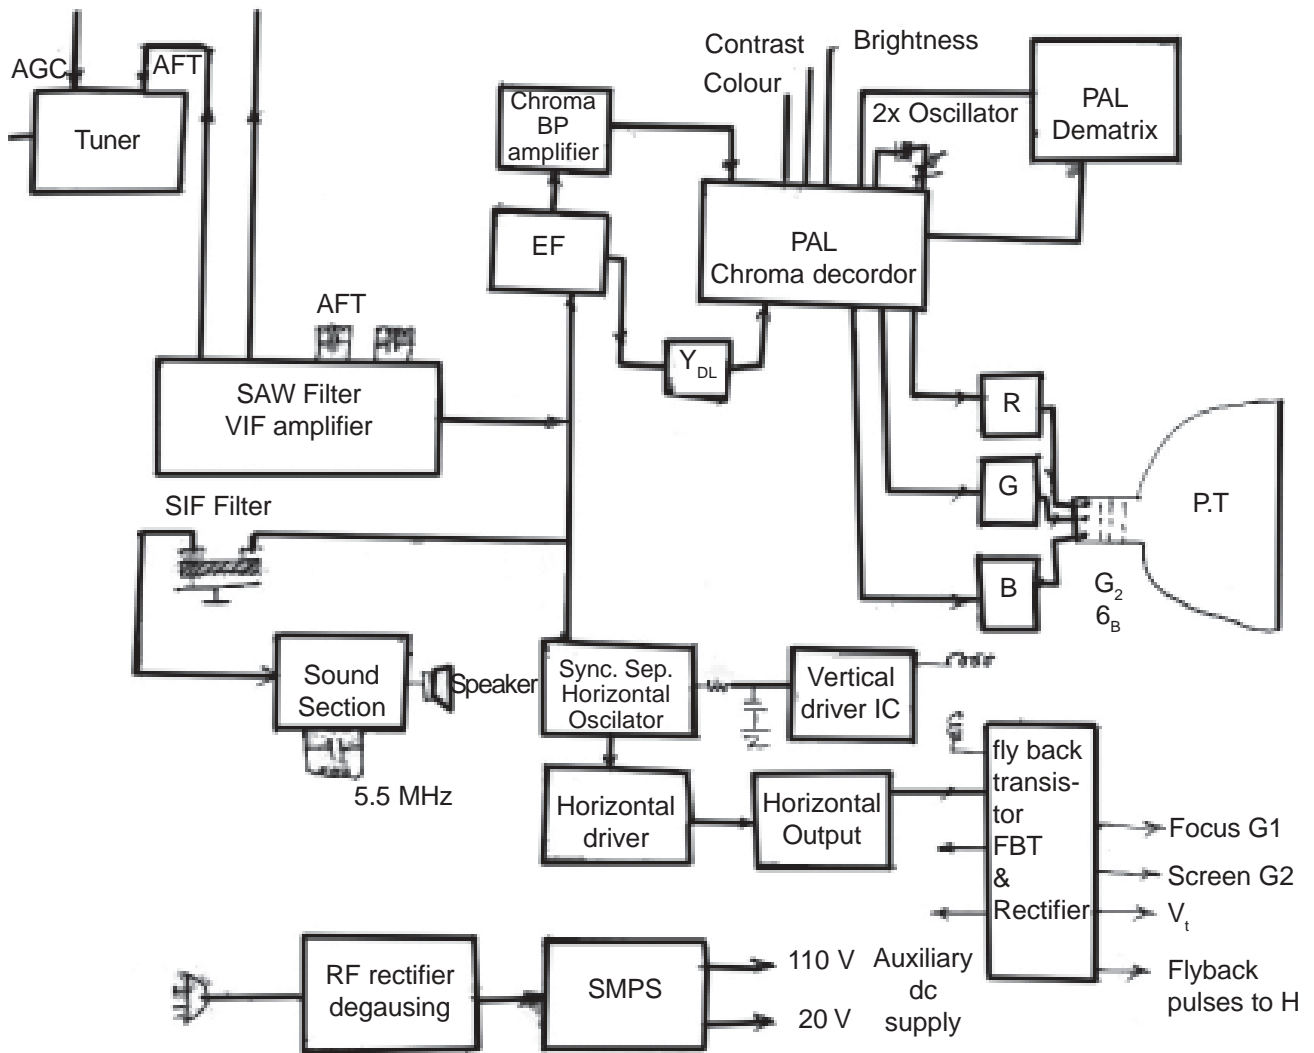 AGC
AFT
Tuner
Contrast
Colour
Brightness
2x Oscillator
Chroma
BP
amplifier
PAL
Dematrix
EF
PAL
Chroma decordor
AFT
SAW Filter
VIF amplifier
Y DL
R
G
B
P.T
G2
6B
SIF Filter
Sound
Section
Speaker
5.5 MHz
Sync. Sep.
Horizontal
Oscilator
Vertical
driver IC
Horizontal
driver
Horizontal
Output
fly back
transis-
tor
FBT
&
Rectifier
Focus G1
Screen G2
Vt
Flyback
pulses to H
RF rectifier
degausing
SMPS
110 V
20 V
Auxiliary
dc
supply